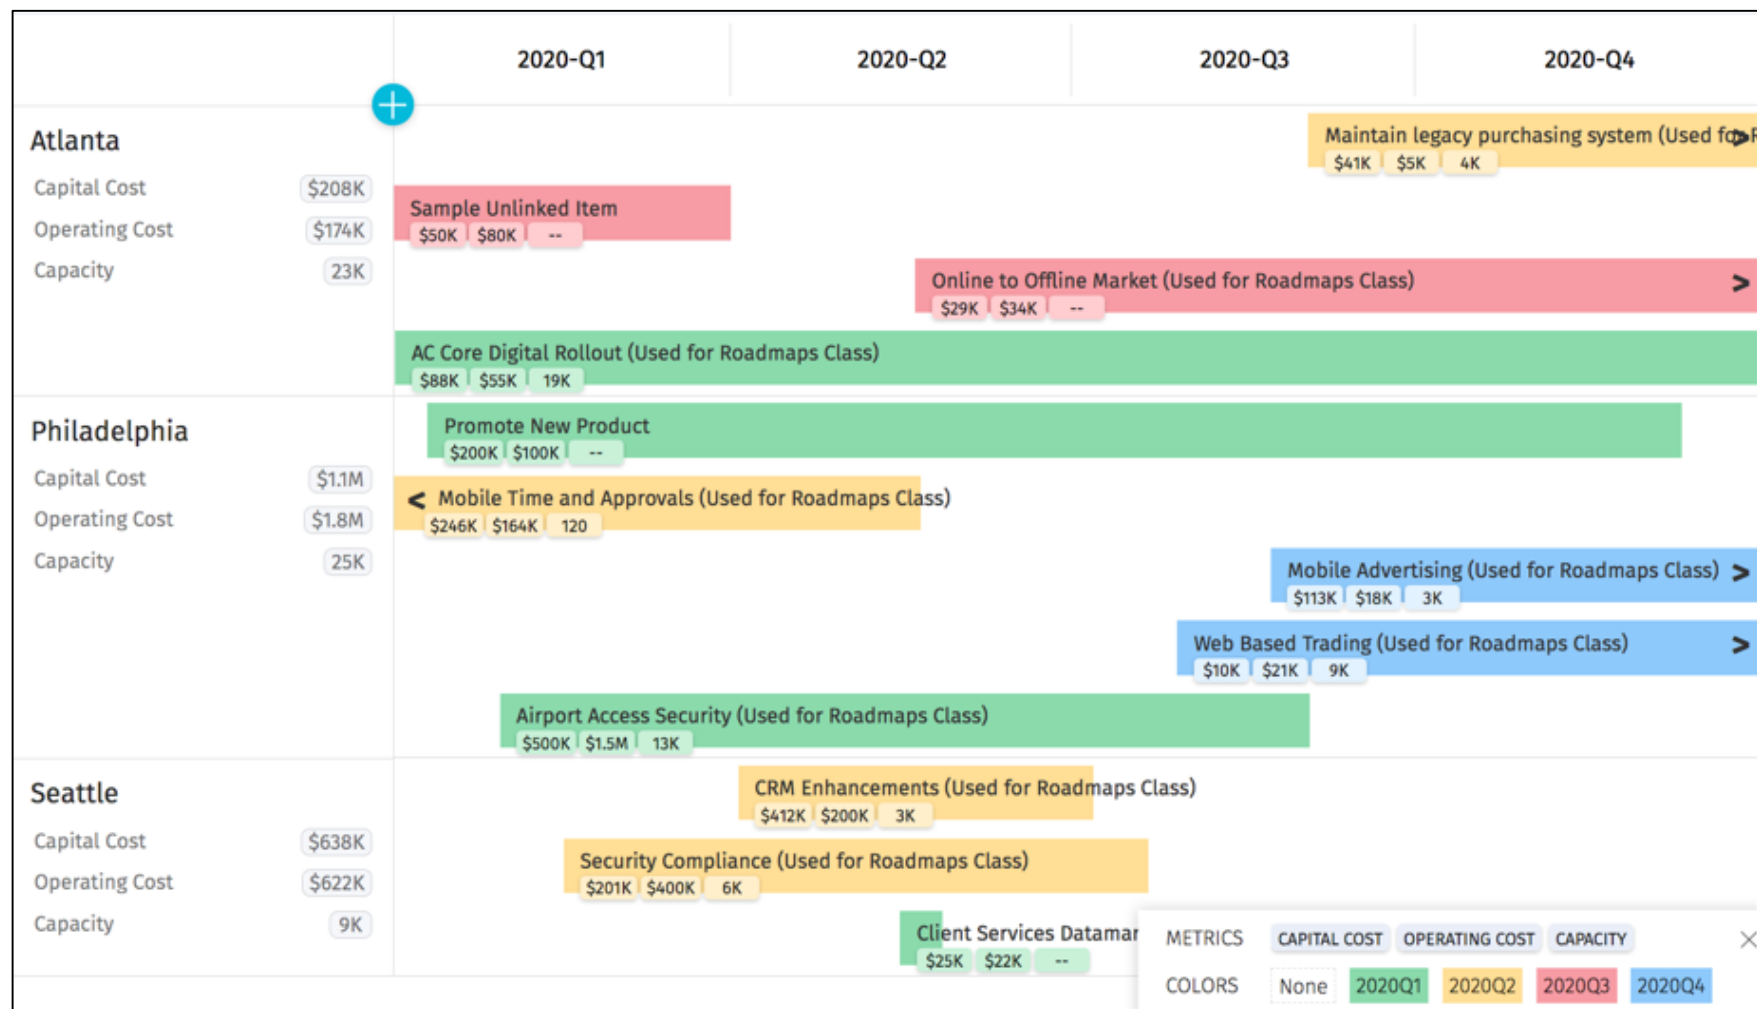 2020-Q1 2020-Q2 2020-Q3 2020-Q4
Atlanta
Capital Cost $208K
Operating Cost $174K
Capacity 23K
Maintain legacy purchasing system (Used for R
$41K $5K 4K
Sample Unlinked Item
$50K $80K --
Online to Offline Market (Used for Roadmaps Class) >
$29K $34K --
AC Core Digital Rollout (Used for Roadmaps Class)
$88K $55K 19K
Philadelphia
Capital Cost $1.1M
Operating Cost $1.8M
Capacity 25K
Promote New Product
$200K $100K --
< Mobile Time and Approvals (Used for Roadmaps Class)
$246K $164K 120
Mobile Advertising (Used for Roadmaps Class) >
$113K $18K 3K
Web Based Trading (Used for Roadmaps Class) >
$10K $21K 9K
Airport Access Security (Used for Roadmaps Class)
$500K $1.5M 13K
Seattle
Capital Cost $638K
Operating Cost $622K
Capacity 9K
CRM Enhancements (Used for Roadmaps Class)
$412K $200K 3K
Security Compliance (Used for Roadmaps Class)
$201K $400K 6K
Client Services Datamar
$25K $22K --
METRICS CAPITAL COST OPERATING COST CAPACITY
COLORS None 2020Q1 2020Q2 2020Q3 2020Q4